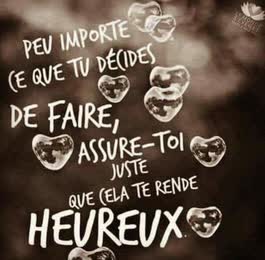 PEU IMPORTE
CE QUE TU DÉCIDES
DE FAIRE,
ASSURE-TOI
JUSTE
QUE CELA TE RENDE
HEUREUX.